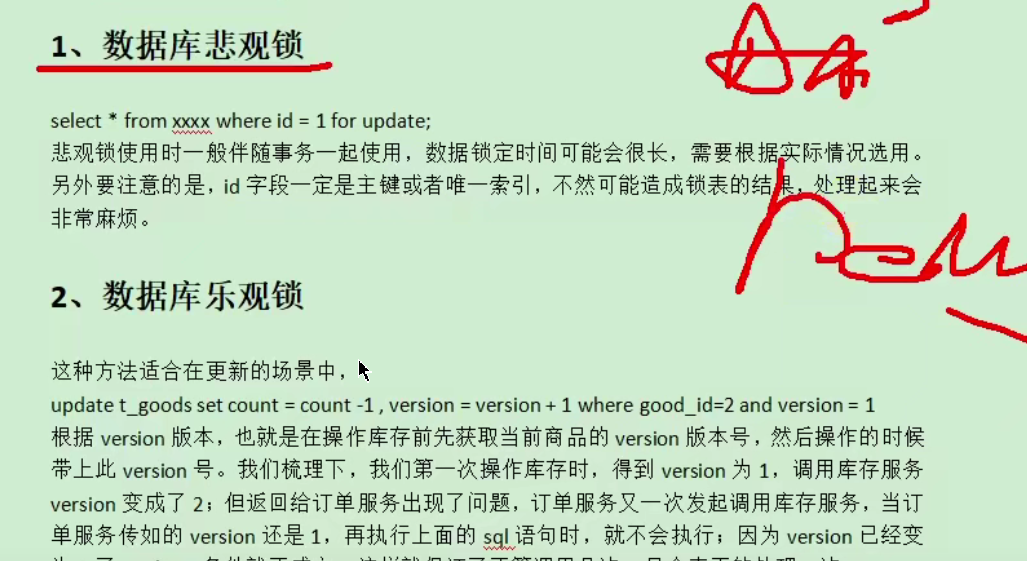 1、数据库悲观锁
select * from xxxx where id = 1 for update;
悲观锁使用时一般伴随事务一起使用，数据锁定时间可能会很长，需要根据实际情况选用。
另外要注意的是，id 字段一定是主键或者唯一索引，不然可能造成锁表的结果，处理起来会
非常麻烦。
2、数据库乐观锁
这种方法适合在更新的场景中，
update t_goods set count = count -1 , version = version + 1 where good_id=2 and version = 1
根据 version 版本，也就是在操作库存前先获取当前商品的 version 版本号，然后操作的时候
带上此 version 号。我们梳理下，我们第一次操作库存时，得到 version 为 1，调用库存服务
version 变成了 2；但返回给订单服务出现了问题，订单服务又一次发起调用库存服务，当订
单服务传如的 version 还是 1，再执行上面的 sql 语句时，就不会执行；因为 version 已经变